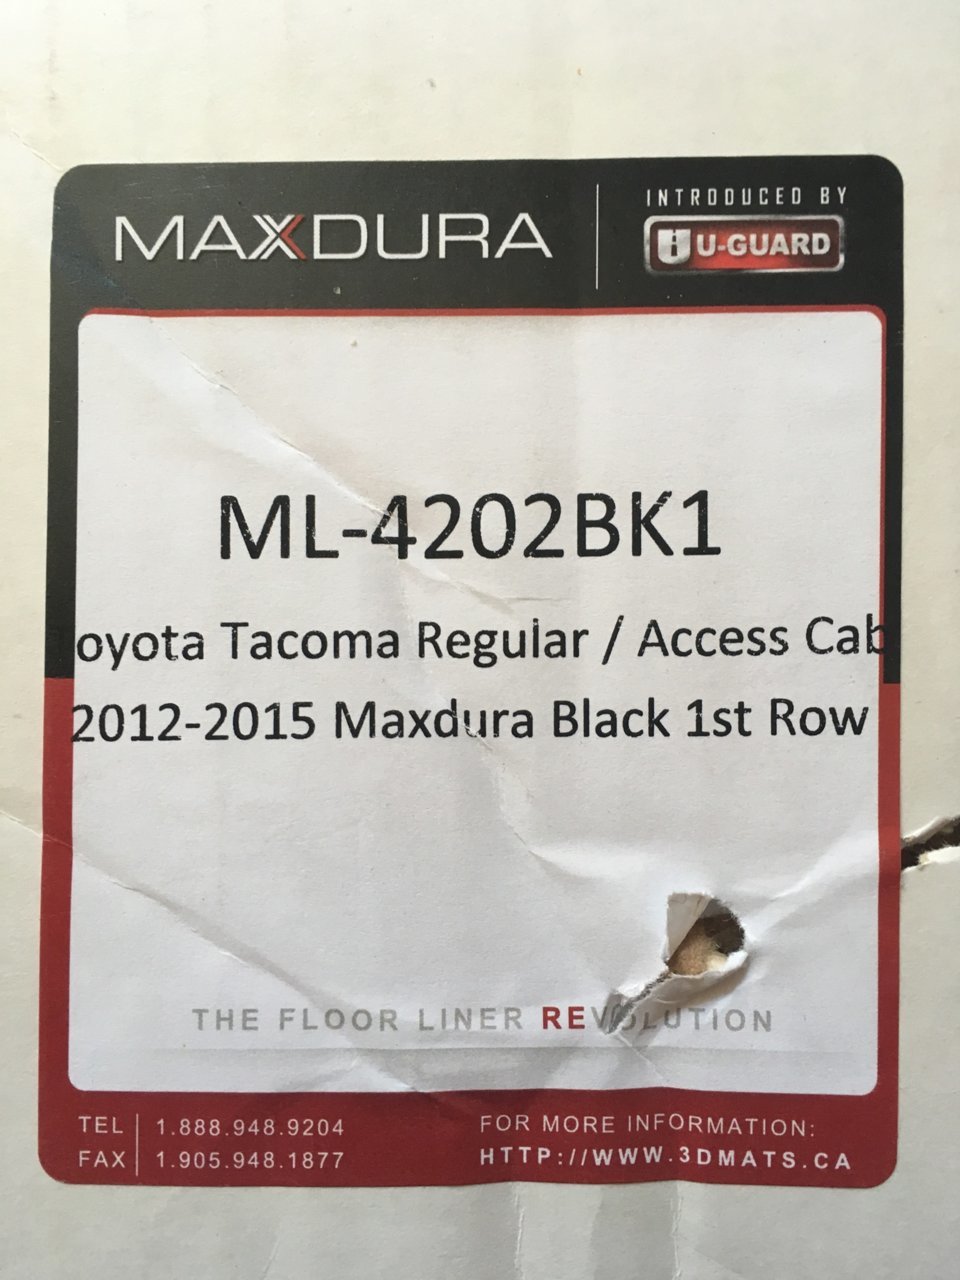 MAXDURA
INTRODUCED BY
U-GUARD
ML-4202BK1
oyota Tacoma Regular / Access Cab
2012-2015 Maxdura Black 1st Row
THE FLOOR LINER REVOLUTION
TEL 1.888.948.9204
FAX 1.905.948.1877
FOR MORE INFORMATION:
HTTP://WWW.3DMATS.CA